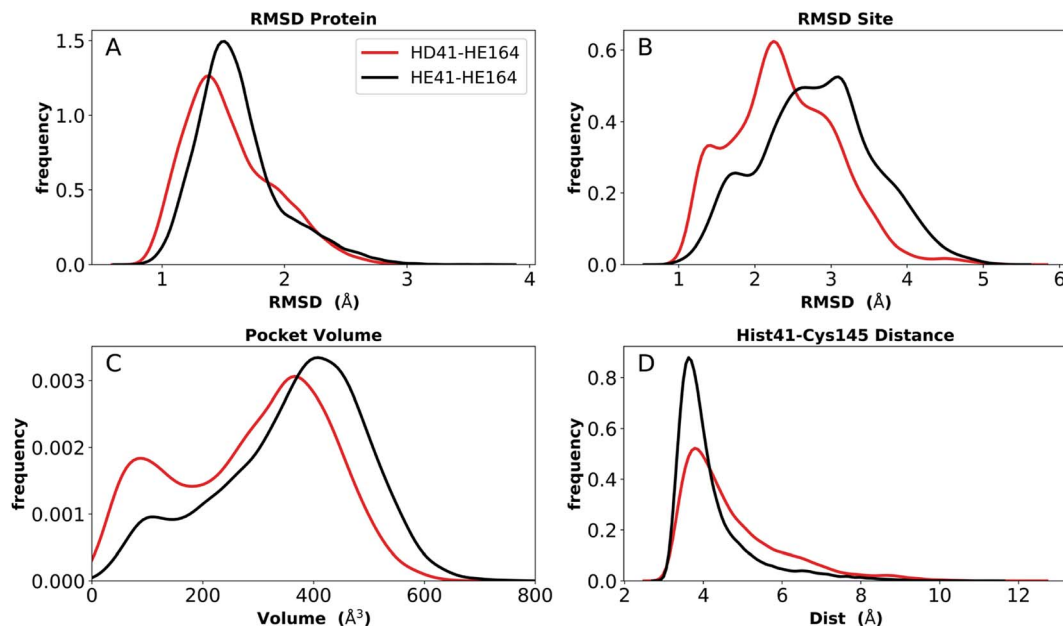 RMSD Protein
A
HD41-HE164
HE41-HE164
1.5
1.0
0.5
0.0
frequency
1 2 3 4
RMSD (Å)
RMSD Site
B
0.6
0.4
0.2
0.0
frequency
1 2 3 4 5 6
RMSD (Å)
Pocket Volume
C
0.003
0.002
0.001
0.000
frequency
0 200 400 600 800
Volume (Å³)
Hist41-Cys145 Distance
D
0.8
0.6
0.4
0.2
0.0
frequency
2 4 6 8 10 12
Dist (Å)